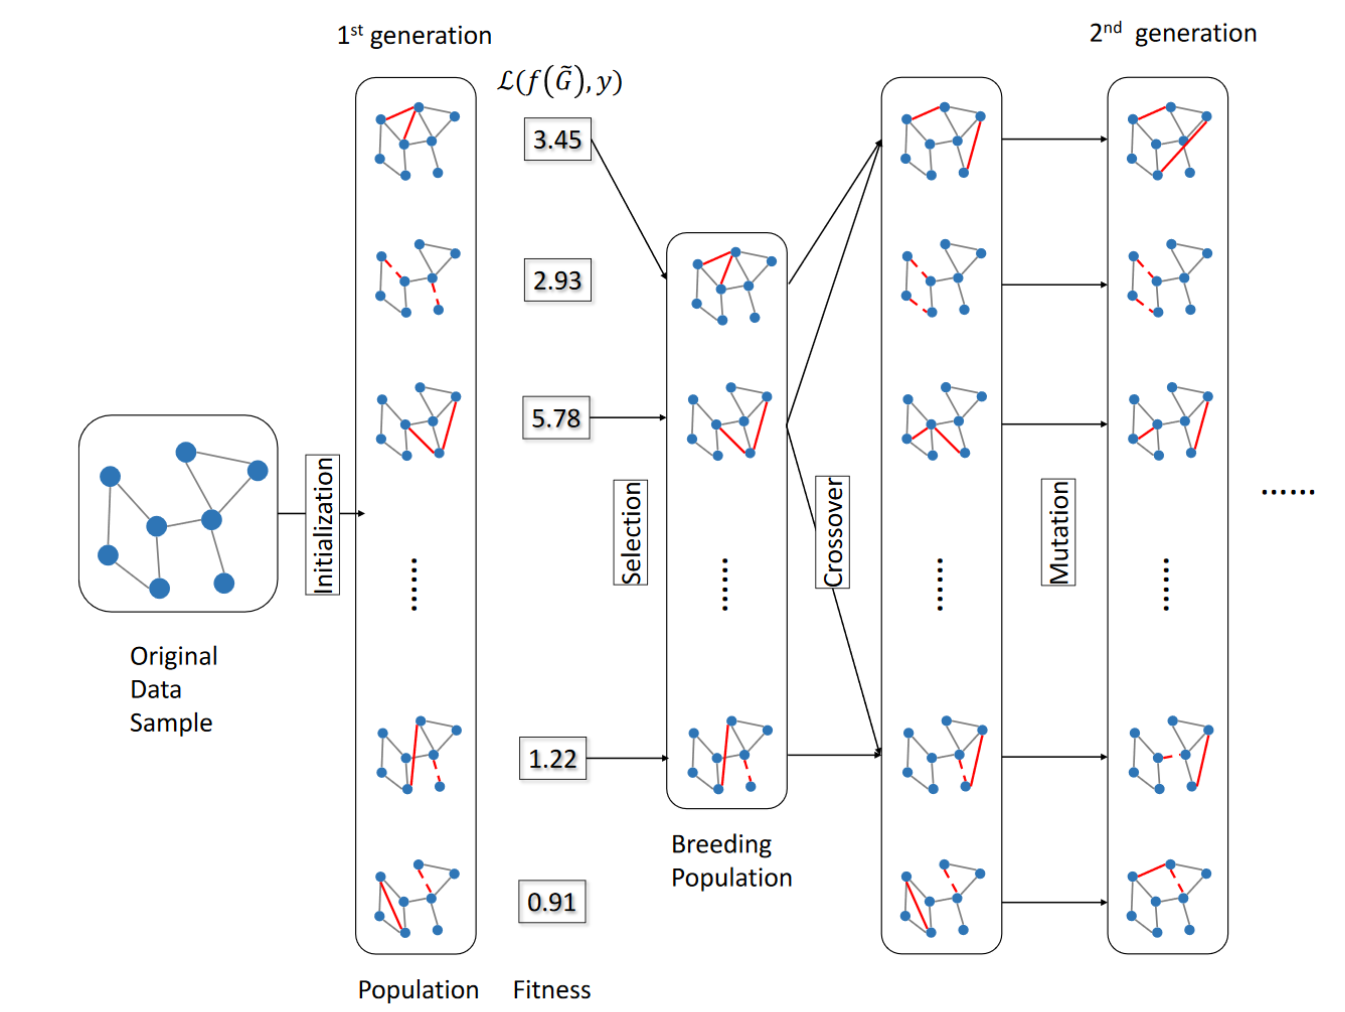 1st generation
2nd generation
ℒ(f(G̃), y)
3.45
2.93
5.78
1.22
0.91
Original
Data
Sample
Initialization
Selection
Crossover
Mutation
......
......
......
......
......
Breeding
Population
Population
Fitness